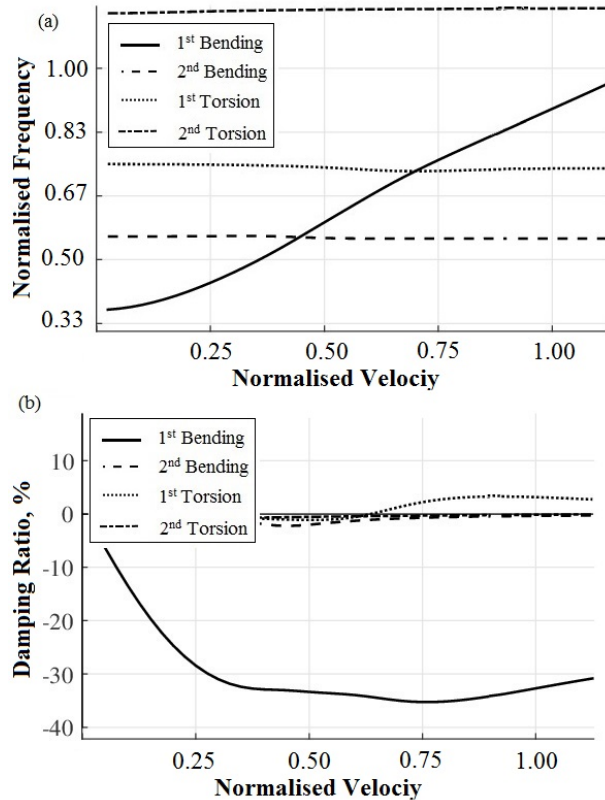 (a)
1st Bending
2nd Bending
1st Torsion
2nd Torsion
Normalised Frequency
1.00
0.83
0.67
0.50
0.33
0.25 0.50 0.75 1.00
Normalised Velociy
(b)
1st Bending
2nd Bending
1st Torsion
2nd Torsion
Damping Ratio, %
10
0
-10
-20
-30
-40
0.25 0.50 0.75 1.00
Normalised Velociy